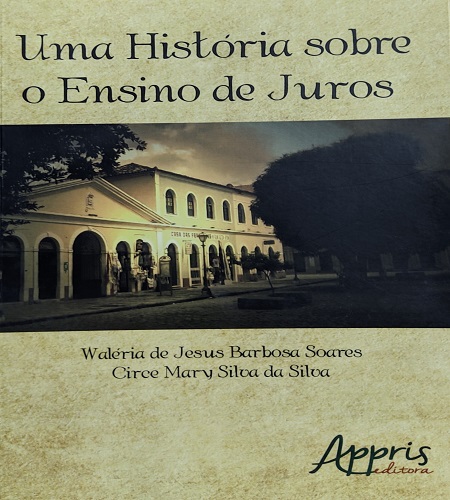 Uma História sobre
o Ensino de Juros
Waléria de Jesus Barbosa Soares
Circe Mary Silva da Silva
Appris
editora